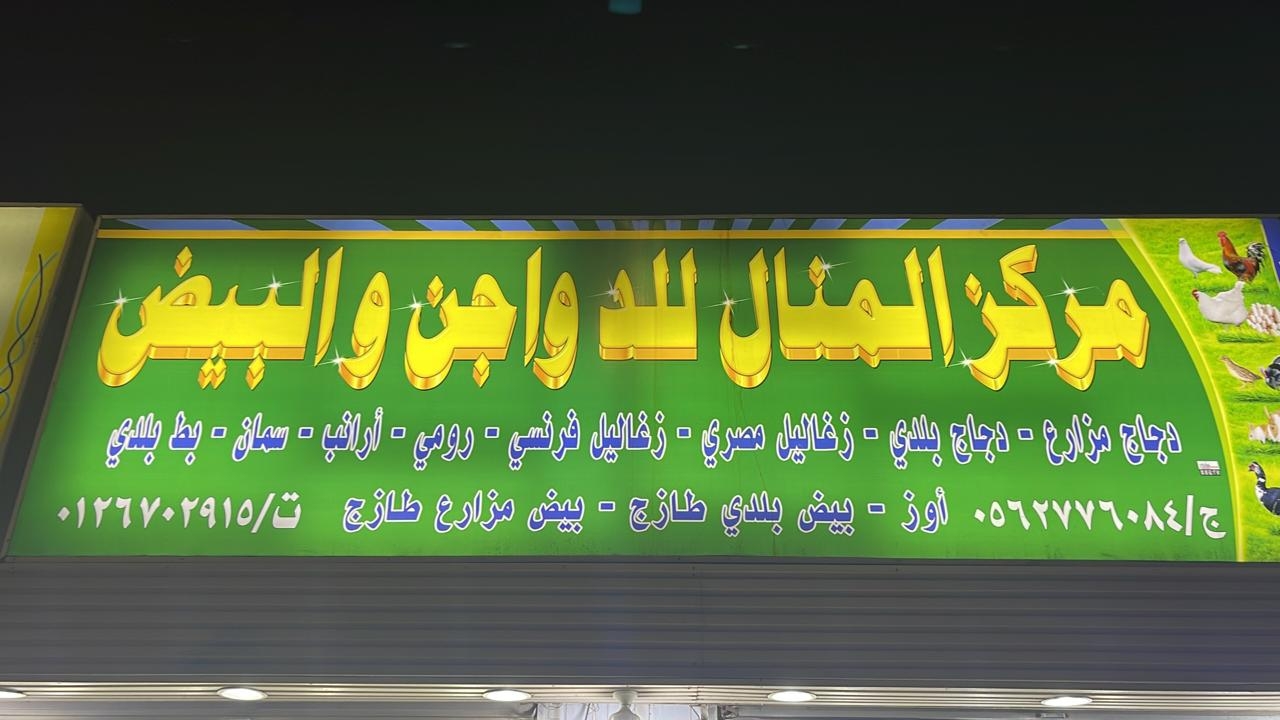 مركز المنال للدواجن والبيض
دجاج مزارع - دجاج بلدي - زغاليل مصري - زغاليل فرنسي - رومي - أرانب - سمان - بط بلدي
ج/٠٥٦٢٧٧٦٠٨٤ أوز - بيض بلدي طازج - بيض مزارع طازج ت/٠١٢٦٧٠٢٩١٥